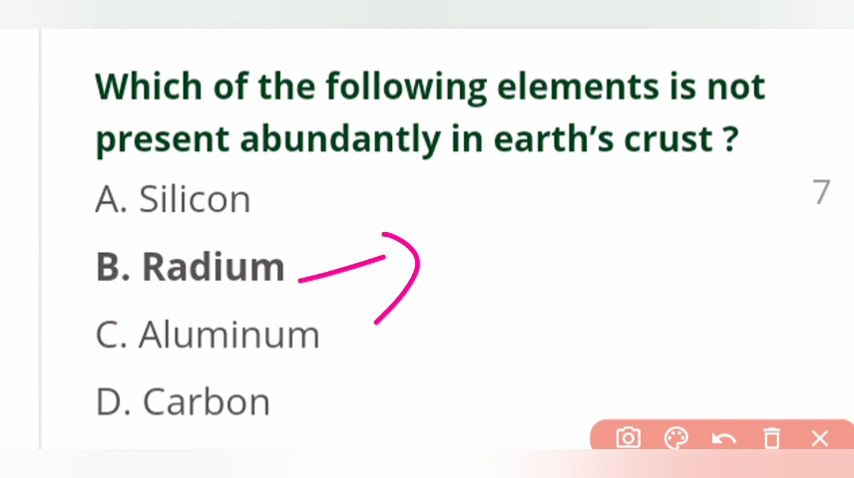 Which of the following elements is not
present abundantly in earth's crust ?
A. Silicon
7
B. Radium
C. Aluminum
D. Carbon